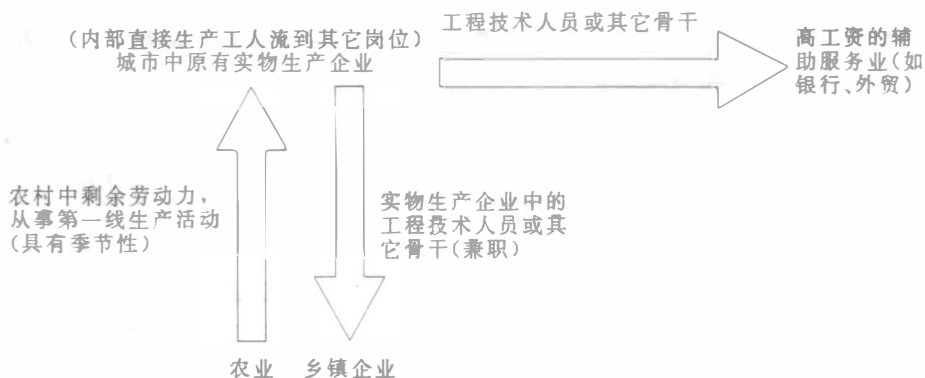 工程技术人员或其它骨干
(内部直接生产工人流到其它岗位)
城市中原有实物生产企业
高工资的辅
助服务业(如
银行、外贸)
农村中剩余劳动力，
从事第一线生产活动
(具有季节性)
实物生产企业中的
工程技术人员或其
它骨干(兼职)
农业
乡镇企业